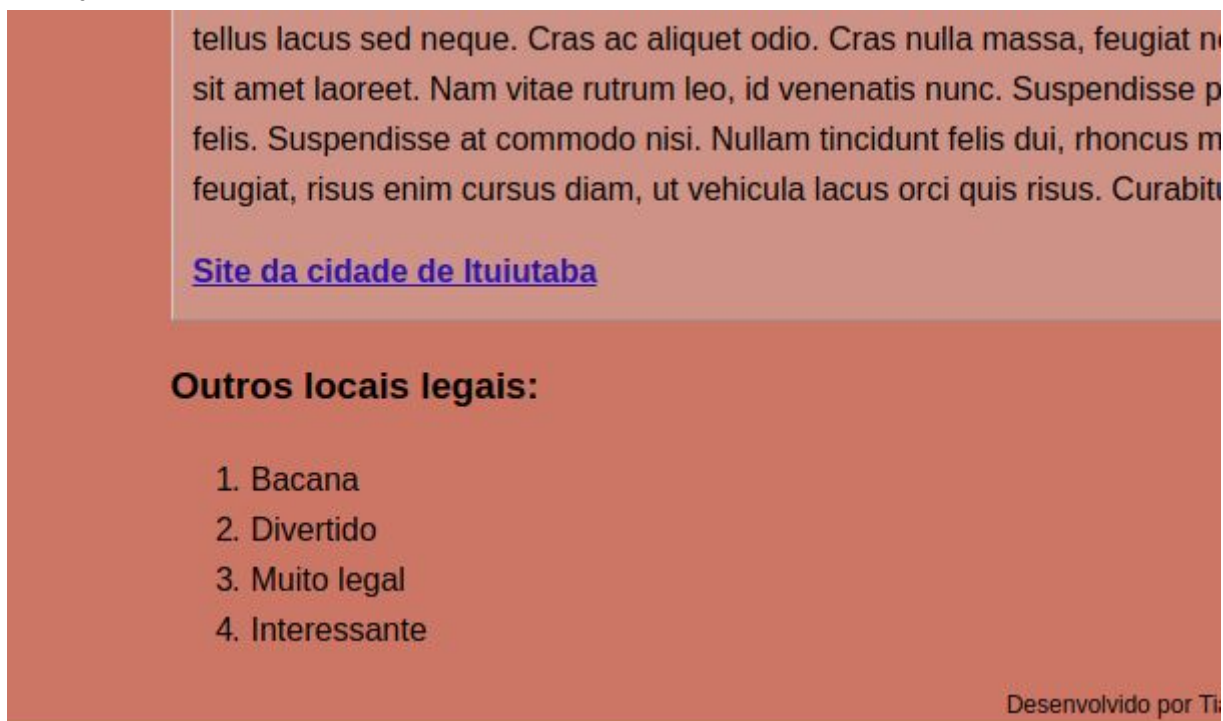 tellus lacus sed neque. Cras ac aliquet odio. Cras nulla massa, feugiat
sit amet laoreet. Nam vitae rutrum leo, id venenatis nunc. Suspendisse
felis. Suspendisse at commodo nisi. Nullam tincidunt felis dui, rhoncus
feugiat, risus enim cursus diam, ut vehicula lacus orci quis risus. Curabitu
Site da cidade de Ituiutaba
Outros locais legais:
1. Bacana
2. Divertido
3. Muito legal
4. Interessante
Desenvolvido por